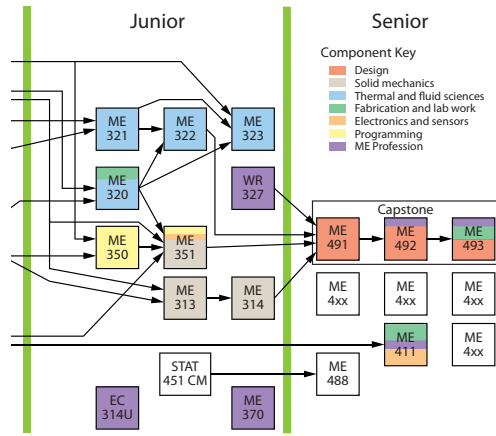 Junior
Senior
Component Key
Design
Solid mechanics
Thermal and fluid sciences
Fabrication and lab work
Electronics and sensors
Programming
ME Profession
ME
321
ME
322
ME
323
ME
320
WR
327
ME
350
ME
351
Capstone
ME
491
ME
492
ME
493
ME
313
ME
314
ME
4xx
ME
4xx
ME
4xx
ME
411
ME
4xx
STAT
451 CM
ME
488
EC
314U
ME
370